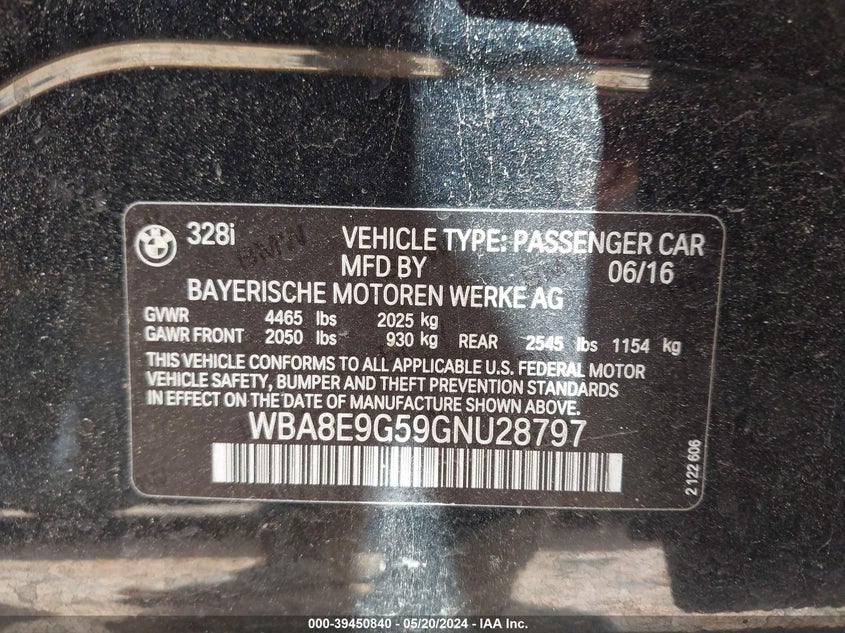 328i VEHICLE TYPE: PASSENGER CAR
MFD BY 06/16
BAYERISCHE MOTOREN WERKE AG
GVWR 4465 lbs 2025 kg
GAWR FRONT 2050 lbs 930 kg REAR 2545 lbs 1154 kg
THIS VEHICLE CONFORMS TO ALL APPLICABLE U.S. FEDERAL MOTOR
VEHICLE SAFETY, BUMPER AND THEFT PREVENTION STANDARDS
IN EFFECT ON THE DATE OF MANUFACTURE SHOWN ABOVE.
WBA8E9G59GNU28797
2 122 606
000-39450840 - 05/20/2024 - IAA Inc.